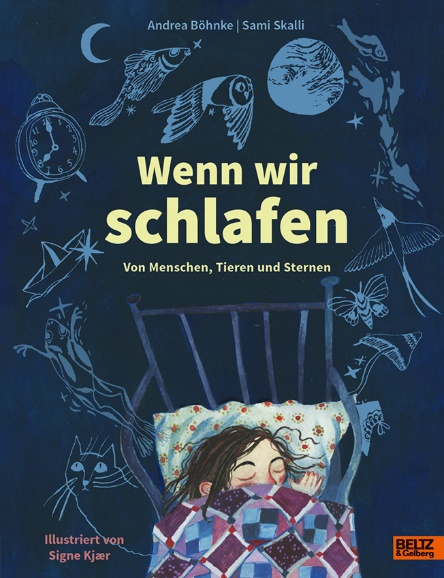 Andrea Böhnke | Sami Skalli
Wenn wir
schlafen
Von Menschen, Tieren und Sternen
Illustriert von
Signe Kjær
BELTZ
& Gelberg